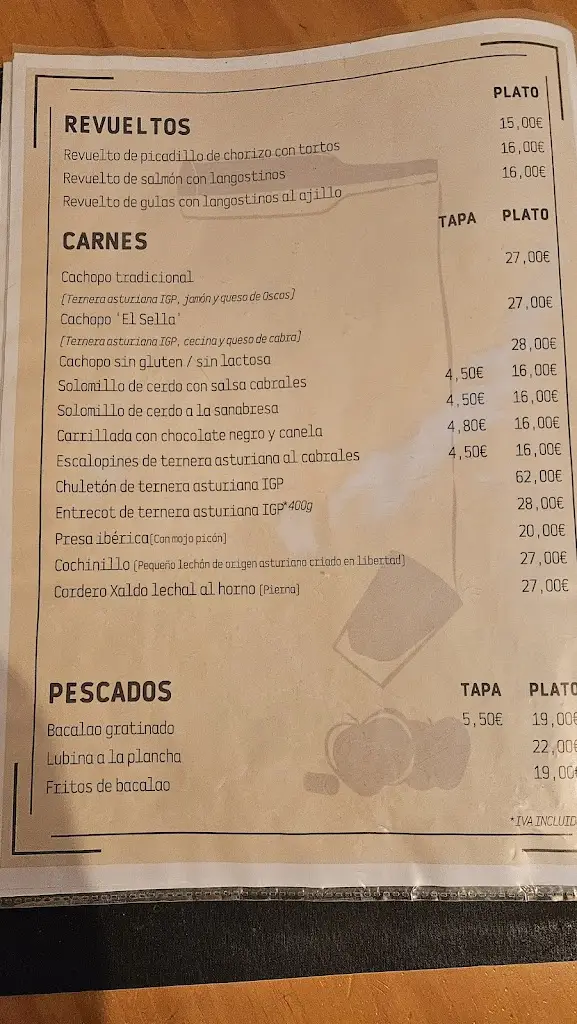 PLATO
REVUELTOS
Revuelto de picadillo de chorizo con tortos 15,00€
Revuelto de salmón con langostinos 16,00€
Revuelto de gulas con langostinos al ajillo 16,00€
TAPA PLATO
CARNES
Cachopo tradicional 27,00€
(Ternera asturiana IGP, jamón y queso de Oscos)
Cachopo 'El Sella' 27,00€
(Ternera asturiana IGP, cecina y queso de cabra)
Cachopo sin gluten / sin lactosa 28,00€
Solomillo de cerdo con salsa cabrales 4,50€ 16,00€
Solomillo de cerdo a la sanabresa 4,50€ 16,00€
Carrillada con chocolate negro y canela 4,80€ 16,00€
Escalopines de ternera asturiana al cabrales 4,50€ 16,00€
Chuletón de ternera asturiana IGP 62,00€
Entrecot de ternera asturiana IGP*400g 28,00€
Presa ibérica (Con mojo picón) 20,00€
Cochinillo (Pequeño lechón de origen asturiano criado en libertad) 27,00€
Cordero Xaldo lechal al horno (Pierna) 27,00€
PESCADOS TAPA PLATO
Bacalao gratinado 5,50€ 19,00€
Lubina a la plancha 22,00€
Fritos de bacalao 19,00€
*IVA INCLUID